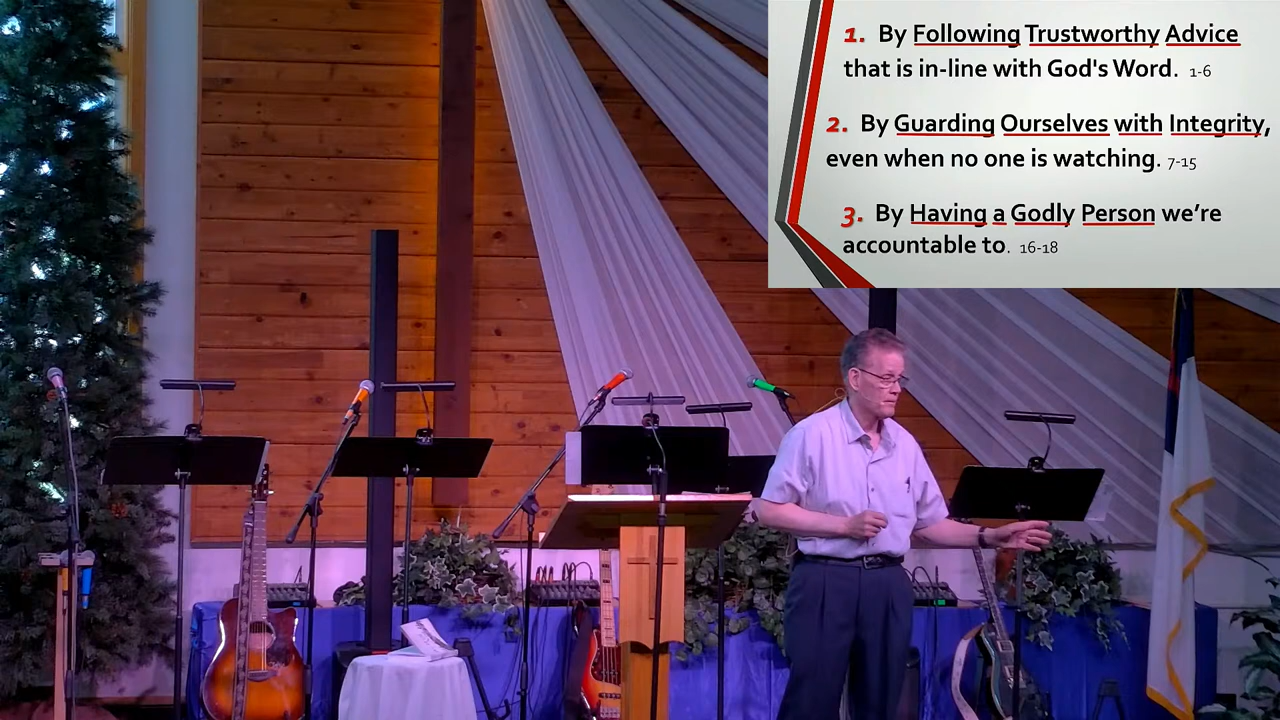 1. By Following Trustworthy Advice
that is in-line with God's Word. 1-6
2. By Guarding Ourselves with Integrity,
even when no one is watching. 7-15
3. By Having a Godly Person we’re
accountable to. 16-18